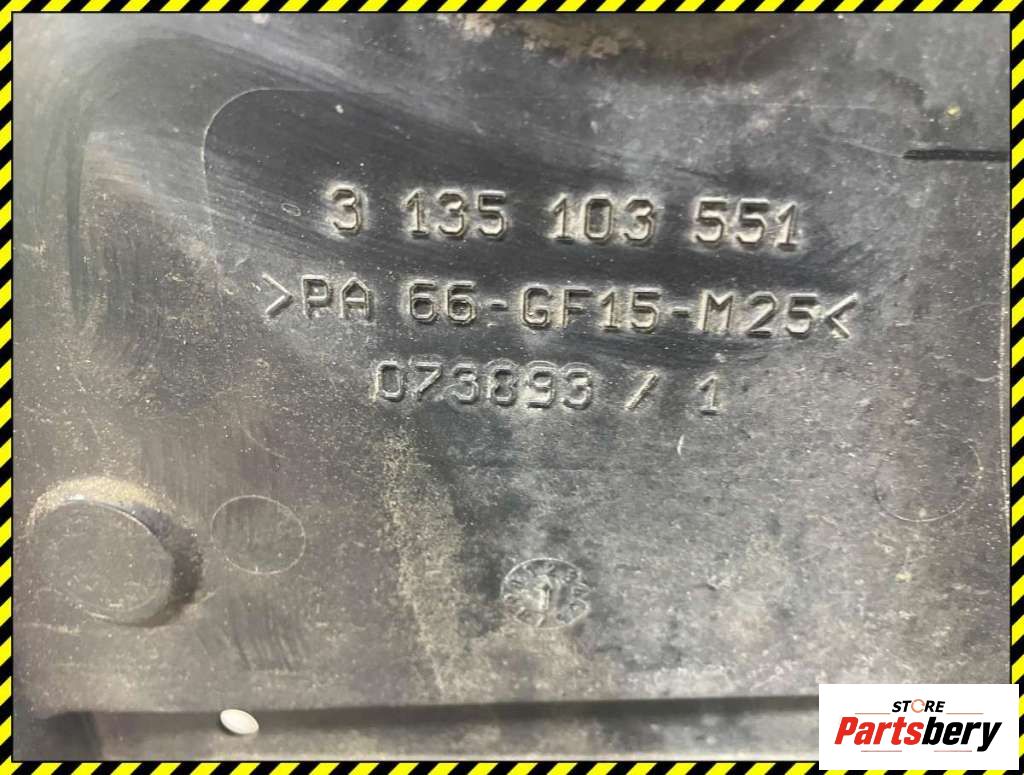 3 135 103 551
>PA 66-GF15-M25<
073893 / 1
STORE
Partsbery